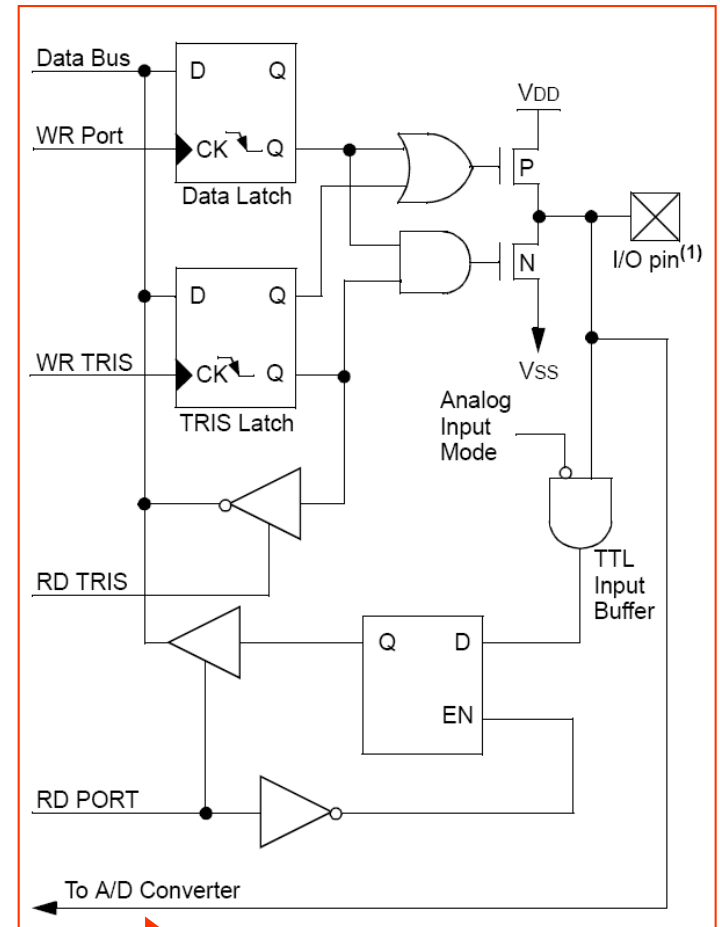 Data Bus
D Q
VDD
WR Port
CK Q
P
Data Latch
I/O pin(1)
N
D Q
WR TRIS
CK Q
VSS
TRIS Latch
Analog
Input
Mode
RD TRIS
TTL
Input
Buffer
Q D
EN
RD PORT
To A/D Converter